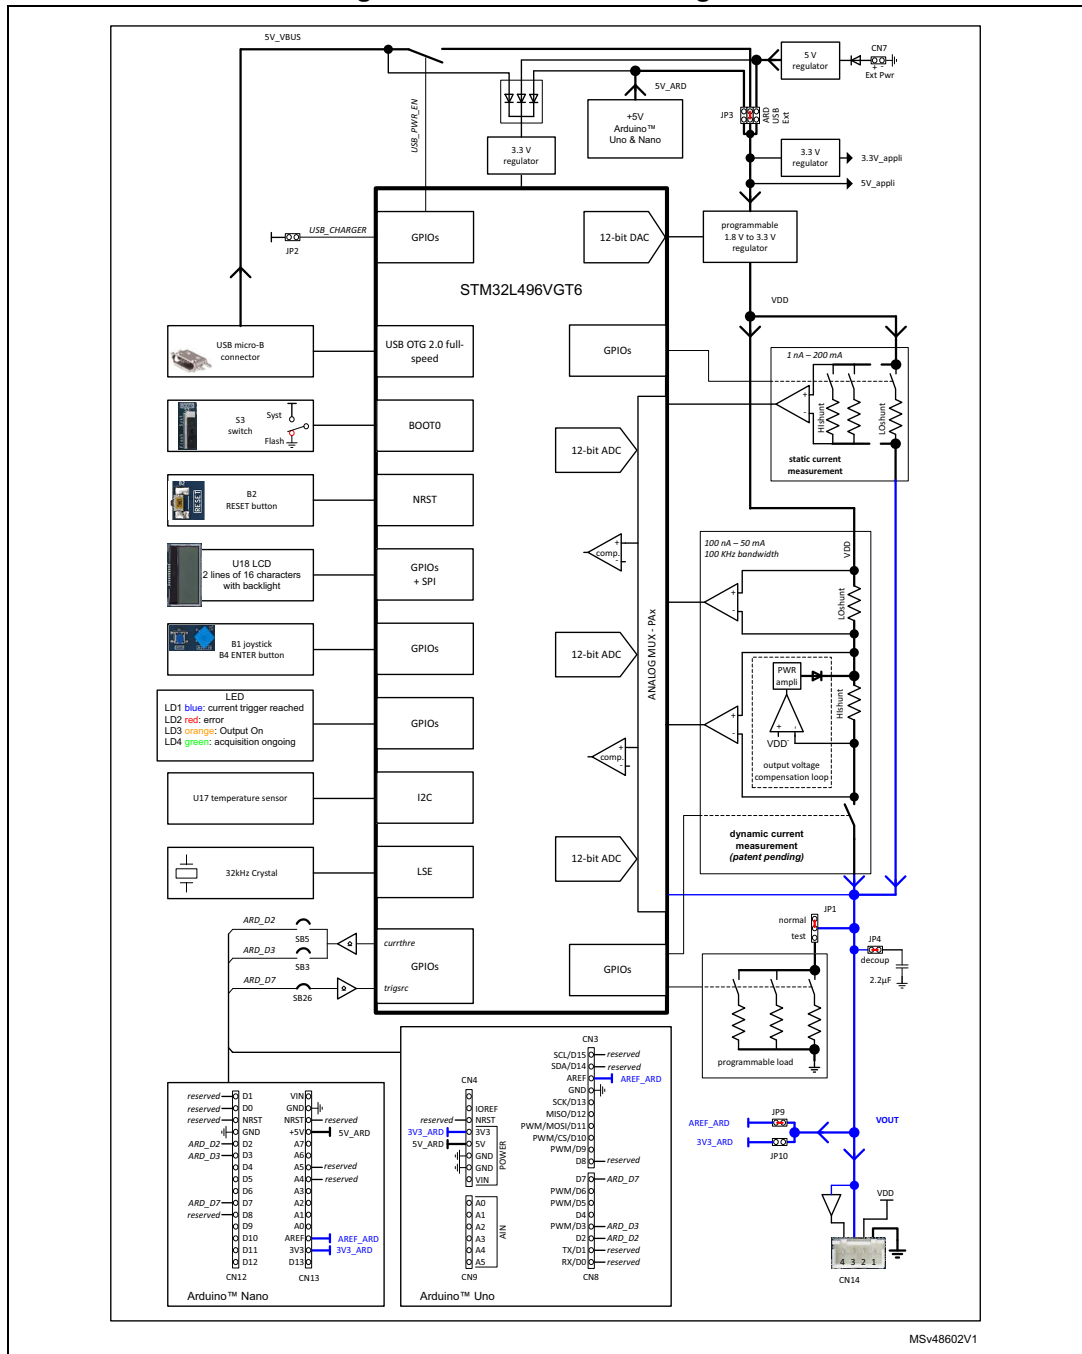 5V_VBUS
5 V
regulator
CN7
+ -
Ext Pwr
5V_ARD
USB_PWR_EN
+5V
Arduino™
Uno & Nano
JP3
ARD
USB
Ext
3.3 V
regulator
3.3 V
regulator
3.3V_appli
5V_appli
USB_CHARGER
JP2
GPIOs
12-bit DAC
programmable
1.8 V to 3.3 V
regulator
STM32L496VGT6
VDD
USB micro-B
connector
USB OTG 2.0 full-
speed
GPIOs
1 nA – 200 mA
+
-
HIshunt
LOshunt
static current
measurement
S3
switch
Syst
Flash
BOOT0
12-bit ADC
B2
RESET button
RESET
NRST
100 nA – 50 mA
100 KHz bandwidth
VDD
comp.
+
-
U18 LCD
2 lines of 16 characters
with backlight
GPIOs
+ SPI
+
-
LOshunt
B1 joystick
B4 ENTER button
GPIOs
12-bit ADC
ANALOG MUX - PAx
PWR
ampli
HIshunt
+
-
+
-
VDD
output voltage
compensation loop
LED
LD1 blue: current trigger reached
LD2 red: error
LD3 orange: Output On
LD4 green: acquisition ongoing
GPIOs
comp.
+
-
U17 temperature sensor
I2C
dynamic current
measurement
(patent pending)
32kHz Crystal
LSE
12-bit ADC
ARD_D2
SB5
ARD_D3
SB3
ARD_D7
SB26
currthre
GPIOs
trigsrc
GPIOs
JP1
normal
test
JP4
decoup
2.2µF
programmable load
CN3
SCL/D15 reserved
SDA/D14 reserved
AREF AREF_ARD
GND
SCK/D13
MISO/D12
PWM/MOSI/D11
PWM/CS/D10
PWM/D9
D8 reserved
D7 ARD_D7
PWM/D6
PWM/D5
D4
PWM/D3 ARD_D3
D2 ARD_D2
TX/D1 reserved
RX/D0 reserved
CN8
CN4
IOREF
reserved NRST
3V3_ARD 3V3
5V_ARD 5V
GND
GND
VIN
POWER
A0
A1
A2
A3
A4
A5
AIN
CN9
Arduino™ Uno
reserved D1
reserved D0
reserved NRST
GND
ARD_D2 D2
ARD_D3 D3
D4
D5
D6
ARD_D7 D7
reserved D8
D9
D10
D11
D12
CN12
VIN
GND
NRST reserved
+5V 5V_ARD
A7
A6
A5 reserved
A4 reserved
A3
A2
A1
A0
AREF AREF_ARD
3V3 3V3_ARD
D13
CN13
Arduino™ Nano
AREF_ARD
JP9
3V3_ARD
JP10
VOUT
VDD
4 3 2 1
CN14
MSv48602V1